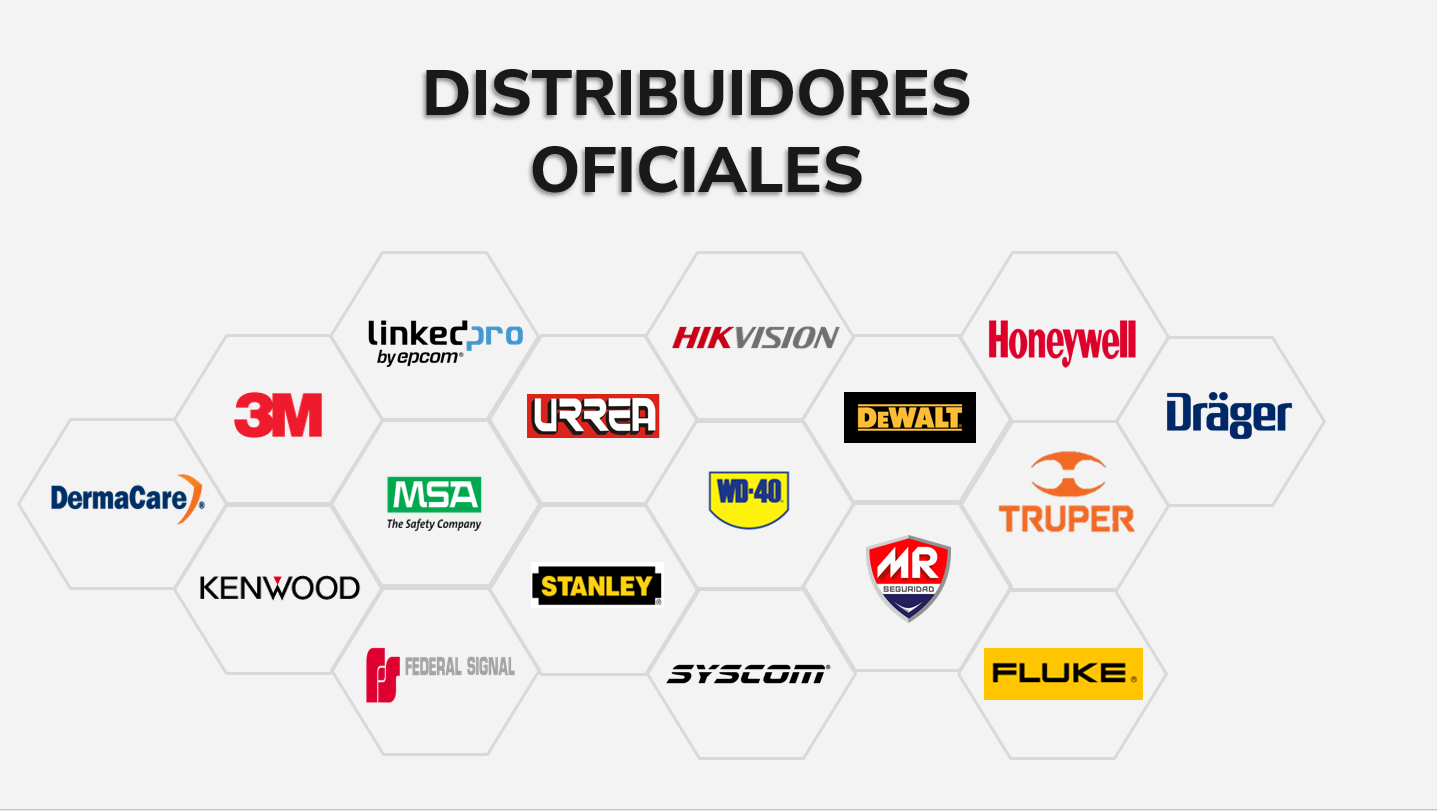 DISTRIBUIDORES
OFICIALES
linkedpro
by epcom®
HIKVISION
Honeywell
3M
URREA
DEWALT
Dräger
DermaCare®
MSA
The Safety Company
WD-40
TRUPER
KENWOOD
STANLEY®
MR
SEGURIDAD
FEDERAL SIGNAL
SYSCOM®
FLUKE®